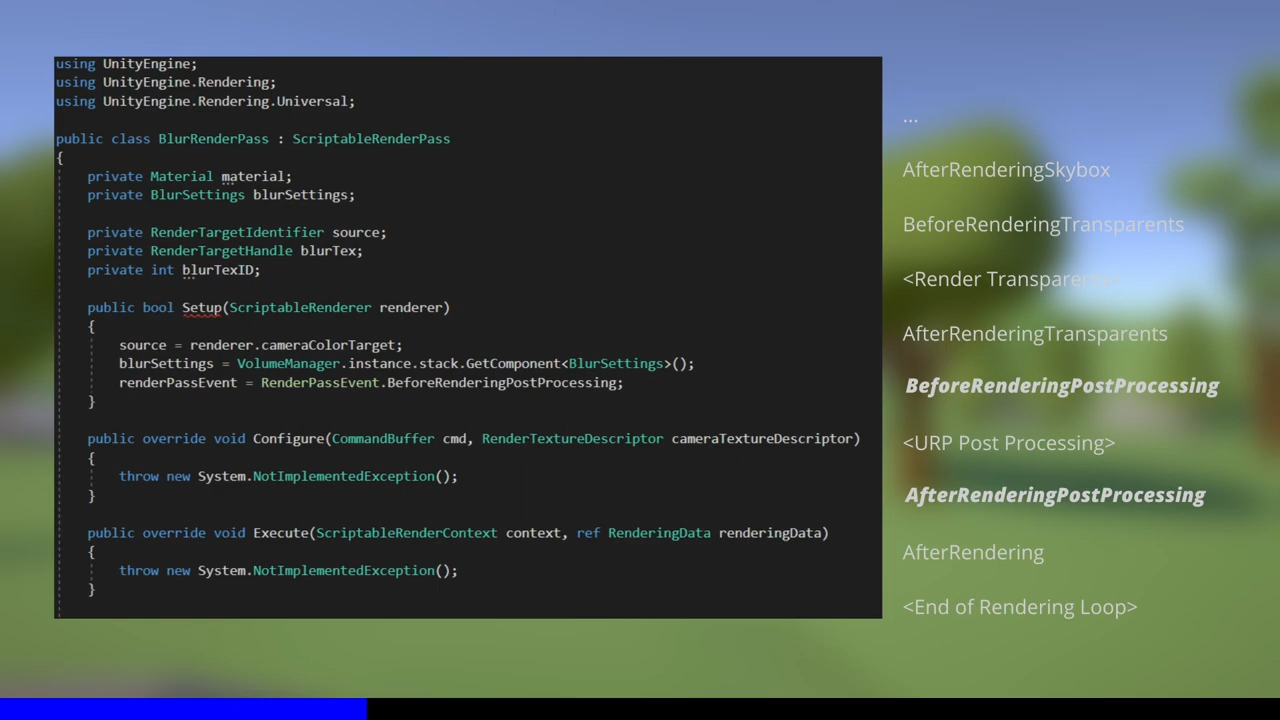 using UnityEngine;
using UnityEngine.Rendering;
using UnityEngine.Rendering.Universal;
public class BlurRenderPass : ScriptableRenderPass
{
private Material material;
private BlurSettings blurSettings;
private RenderTargetIdentifier source;
private RenderTargetHandle blurTex;
private int blurTexID;
public bool Setup(ScriptableRenderer renderer)
{
source = renderer.cameraColorTarget;
blurSettings = VolumeManager.instance.stack.GetComponent<BlurSettings>();
renderPassEvent = RenderPassEvent.BeforeRenderingPostProcessing;
}
public override void Configure(CommandBuffer cmd, RenderTextureDescriptor cameraTextureDescriptor)
{
throw new System.NotImplementedException();
}
public override void Execute(ScriptableRenderContext context, ref RenderingData renderingData)
{
throw new System.NotImplementedException();
}
...
AfterRenderingSkybox
BeforeRenderingTransparents
<Render Transparents>
AfterRenderingTransparents
BeforeRenderingPostProcessing
<URP Post Processing>
AfterRenderingPostProcessing
AfterRendering
<End of Rendering Loop>